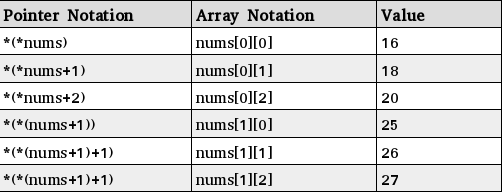 Pointer Notation Array Notation Value
*(*nums) nums[0][0] 16
*(*nums+1) nums[0][1] 18
*(*nums+2) nums[0][2] 20
*(*(nums+1)) nums[1][0] 25
*(*(nums+1)+1) nums[1][1] 26
*(*(nums+1)+1) nums[1][2] 27